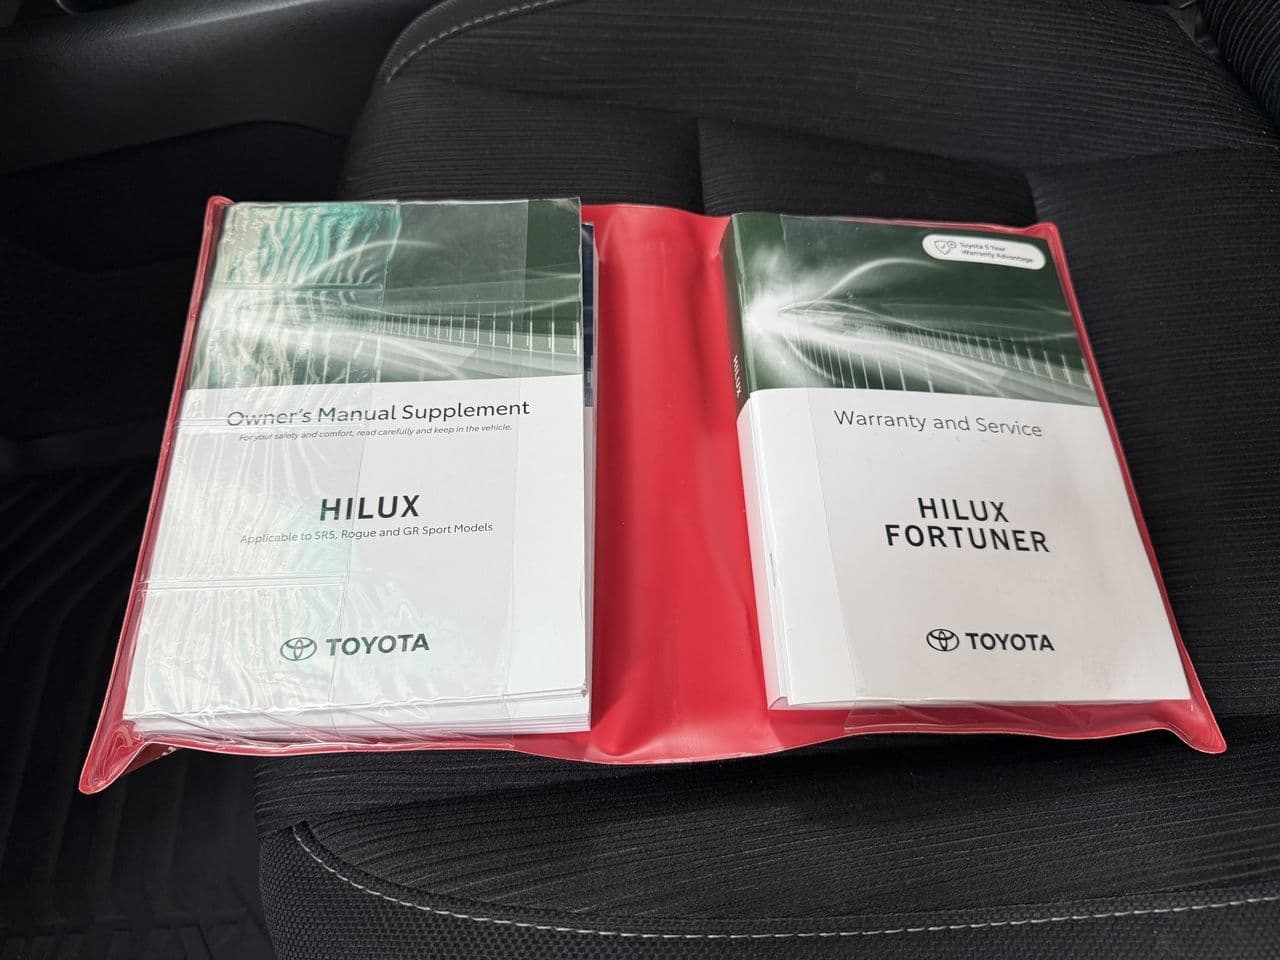 Owner's Manual Supplement
For your safety and comfort, read carefully and keep in the vehicle.
HILUX
Applicable to SR5, Rogue and GR Sport Models
TOYOTA
Toyota 5 Year
Warranty Advantage
HILUX
Warranty and Service
HILUX
FORTUNER
TOYOTA